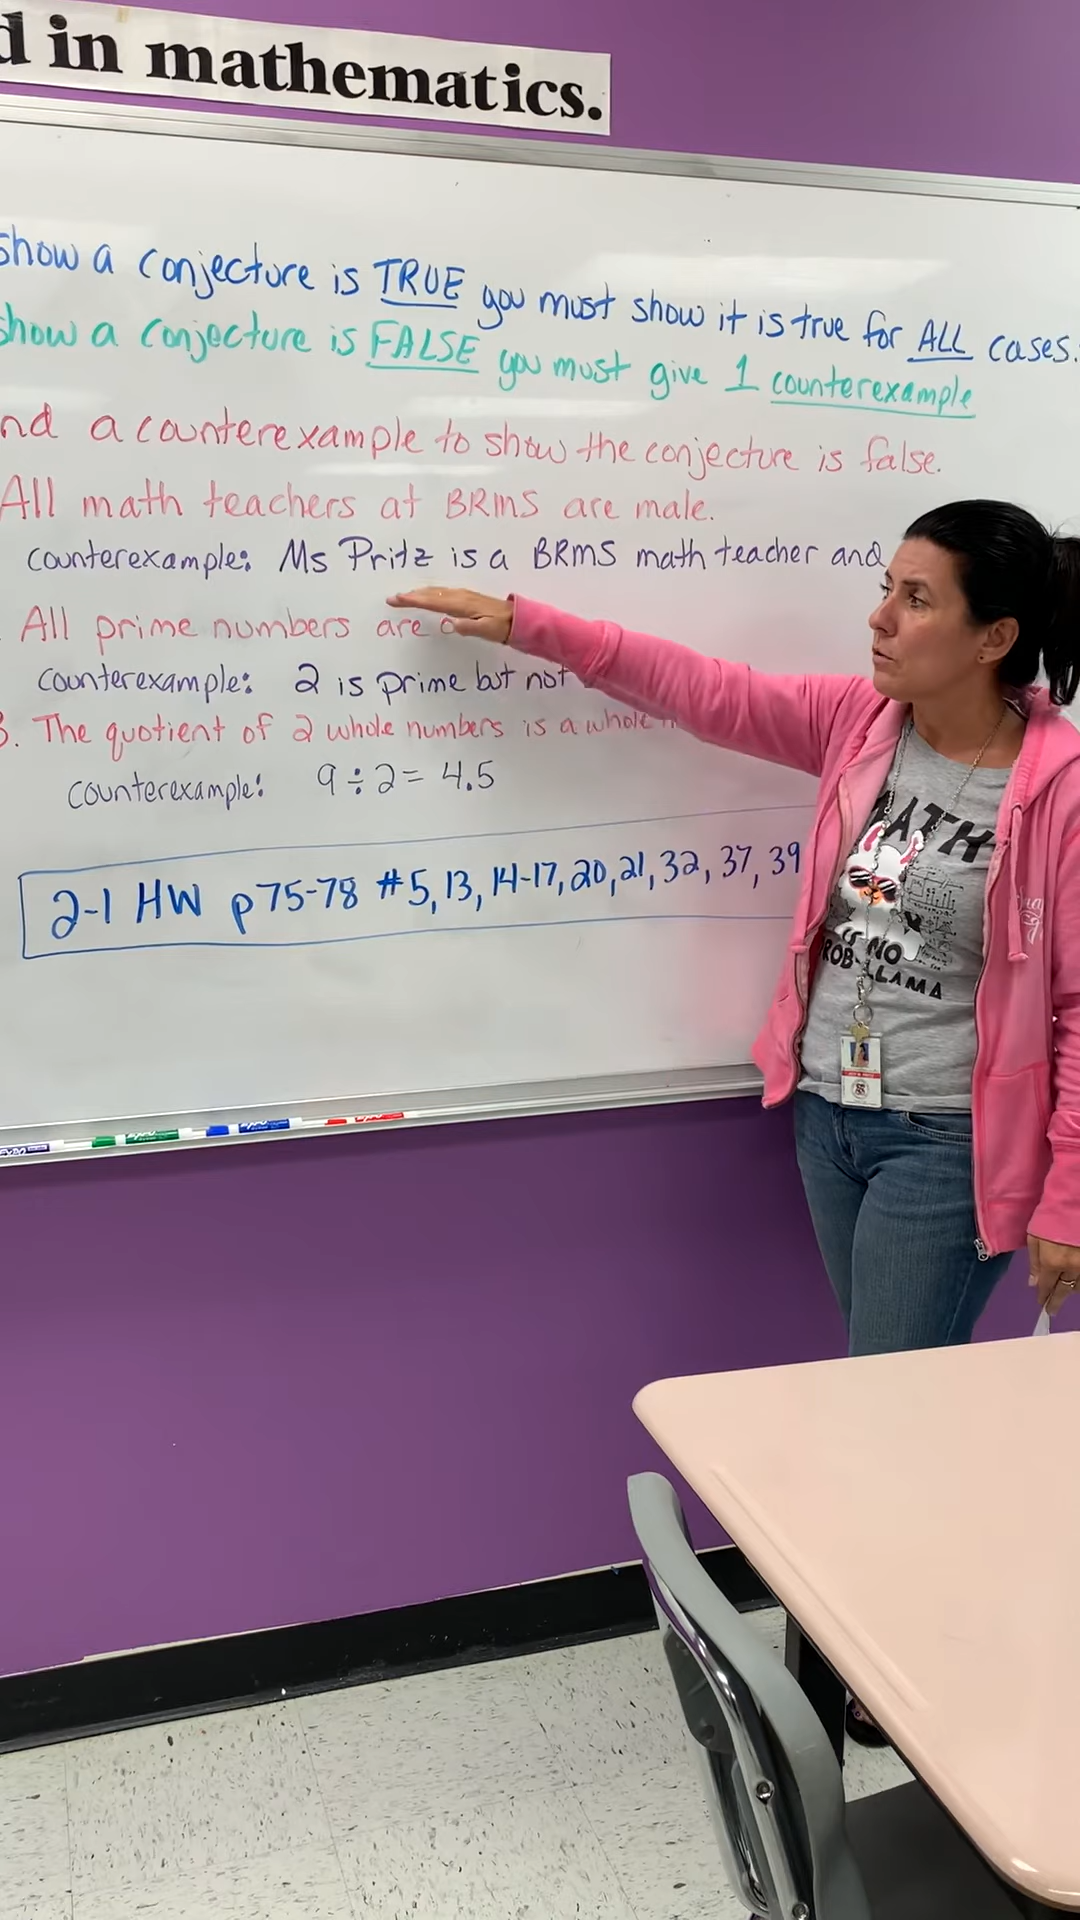 d in mathematics.
show a conjecture is TRUE you must show it is true for ALL cases.
show a conjecture is FALSE you must give 1 counterexample
nd a counterexample to show the conjecture is false.
All math teachers at BRMS are male.
counterexample: Ms Pritz is a BRMS math teacher and
All prime numbers are
counterexample: 2 is prime but not
3. The quotient of 2 whole numbers is a whole
counterexample: 9 ÷ 2 = 4.5
2-1 HW p75-78 #5, 13, 14-17, 20, 21, 32, 37, 39
MATH
IS NO
PROB-LLAMA
EXPO